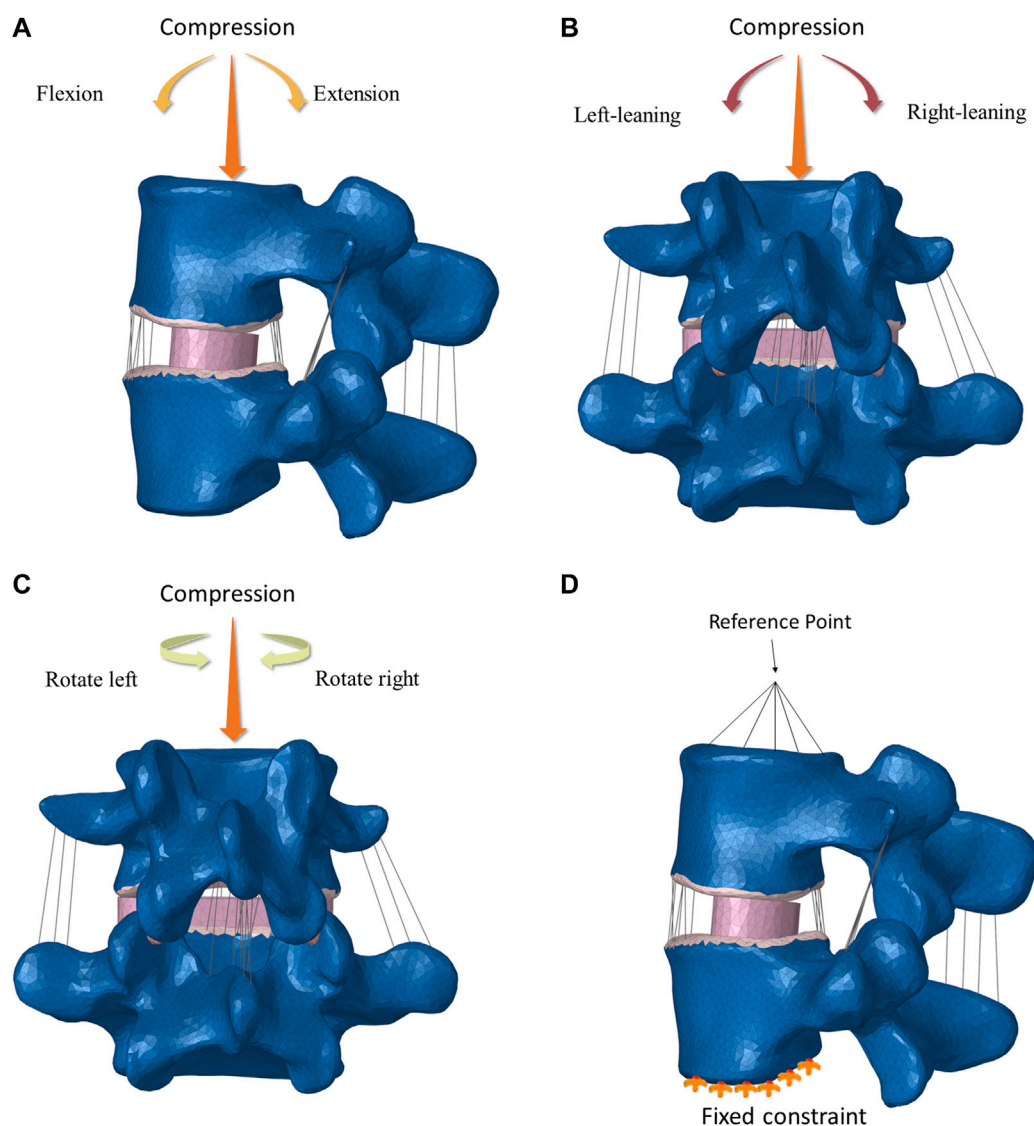 A
Compression
Flexion
Extension
B
Compression
Left-leaning
Right-leaning
C
Compression
Rotate left
Rotate right
D
Reference Point
Fixed constraint